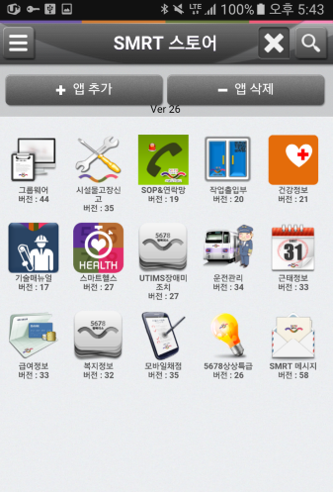 LTE 100% 오후 5:43
SMRT 스토어
+ 앱 추가
− 앱 삭제
Ver 26
그룹웨어
버전 : 44
시설물고장신고
버전 : 35
SOP&연락망
버전 : 19
작업출입부
버전 : 20
건강정보
버전 : 21
HEALTH
기술매뉴얼
버전 : 17
스마트헬스
버전 : 27
5678
UTIMS장애미조치
버전 : 27
운전관리
버전 : 34
31
근태정보
버전 : 33
급여정보
버전 : 33
5678
복지정보
버전 : 32
모바일채점
버전 : 35
5678상상특급
버전 : 26
SMRT 메시지
버전 : 58